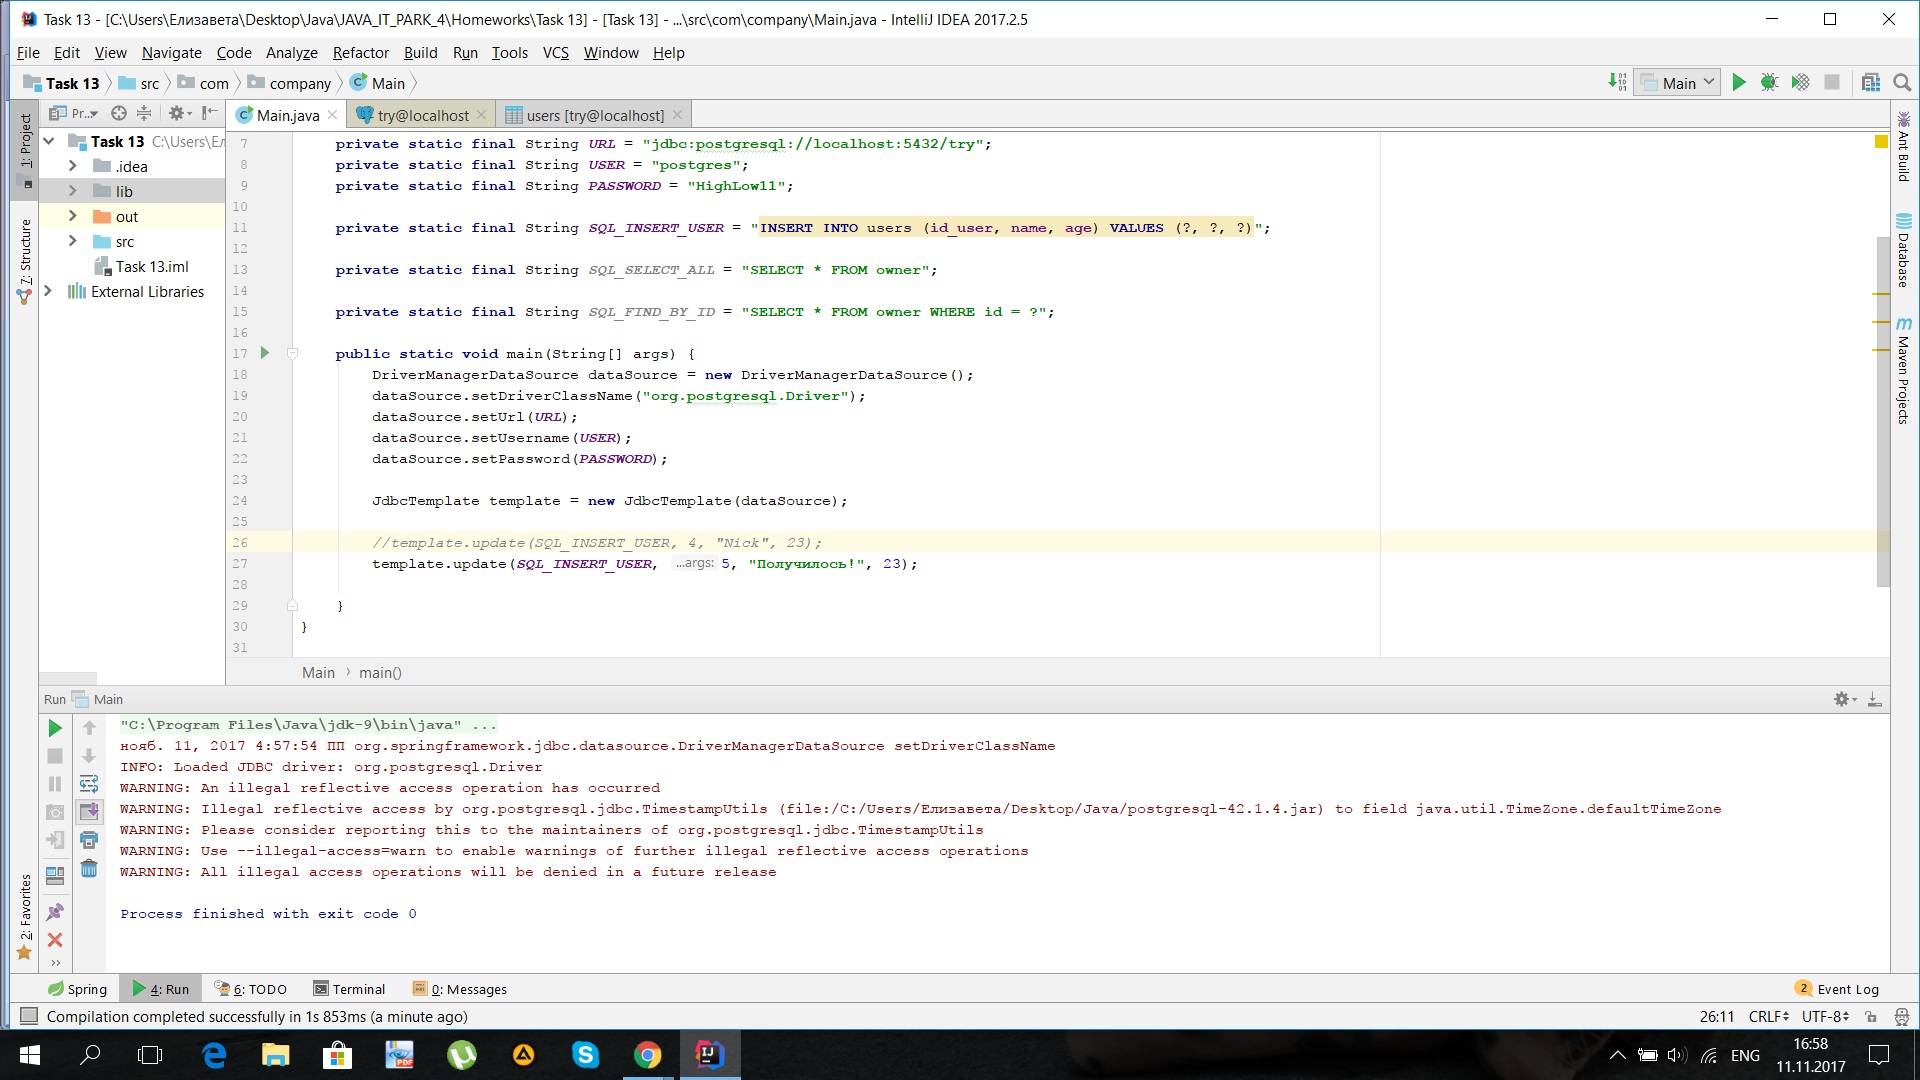 Task 13 - [C:\Users\Елизавета\Desktop\Java\JAVA_IT_PARK_4\Homeworks\Task 13] - [Task 13] - ...\src\com\company\Main.java - IntelliJ IDEA 2017.2.5
File Edit View Navigate Code Analyze Refactor Build Run Tools VCS Window Help
Task 13 src com company Main
Main
Pr... Main.java try@localhost users [try@localhost]
1: Project
7: Structure
2: Favorites
Task 13 C:\Users\Ел
.idea
lib
out
src
Task 13.iml
External Libraries
7 private static final String URL = "jdbc:postgresql://localhost:5432/try";
8 private static final String USER = "postgres";
9 private static final String PASSWORD = "HighLow11";
10
11 private static final String SQL_INSERT_USER = "INSERT INTO users (id_user, name, age) VALUES (?, ?, ?)";
12
13 private static final String SQL_SELECT_ALL = "SELECT * FROM owner";
14
15 private static final String SQL_FIND_BY_ID = "SELECT * FROM owner WHERE id = ?";
16
17 public static void main(String[] args) {
18 DriverManagerDataSource dataSource = new DriverManagerDataSource();
19 dataSource.setDriverClassName("org.postgresql.Driver");
20 dataSource.setUrl(URL);
21 dataSource.setUsername(USER);
22 dataSource.setPassword(PASSWORD);
23
24 JdbcTemplate template = new JdbcTemplate(dataSource);
25
26 //template.update(SQL_INSERT_USER, 4, "Nick", 23);
27 template.update(SQL_INSERT_USER, ...args: 5, "Получилось!", 23);
28
29 }
30 }
31
Main › main()
Ant Build
Database
Maven Projects
Run Main
"C:\Program Files\Java\jdk-9\bin\java" ...
нояб. 11, 2017 4:57:54 ПП org.springframework.jdbc.datasource.DriverManagerDataSource setDriverClassName
INFO: Loaded JDBC driver: org.postgresql.Driver
WARNING: An illegal reflective access operation has occurred
WARNING: Illegal reflective access by org.postgresql.jdbc.TimestampUtils (file:/C:/Users/Елизавета/Desktop/Java/postgresql-42.1.4.jar) to field java.util.TimeZone.defaultTimeZone
WARNING: Please consider reporting this to the maintainers of org.postgresql.jdbc.TimestampUtils
WARNING: Use --illegal-access=warn to enable warnings of further illegal reflective access operations
WARNING: All illegal access operations will be denied in a future release
Process finished with exit code 0
Spring 4: Run 6: TODO Terminal 0: Messages 2 Event Log
Compilation completed successfully in 1s 853ms (a minute ago) 26:11 CRLF UTF-8
ENG
16:58
11.11.2017